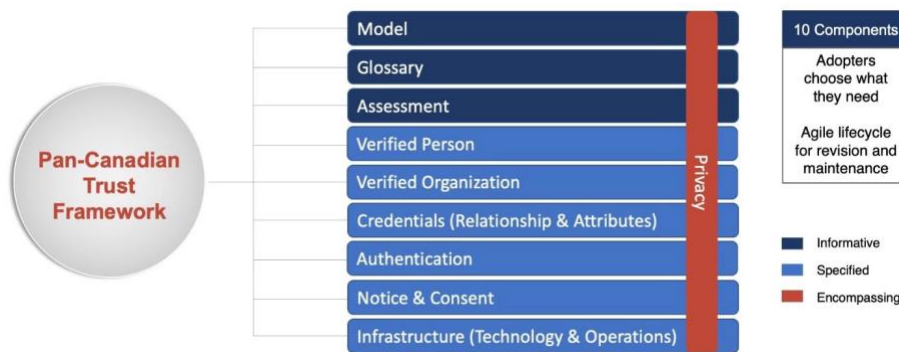 Pan-Canadian
Trust
Framework
Model
Glossary
Assessment
Verified Person
Verified Organization
Credentials (Relationship & Attributes)
Authentication
Notice & Consent
Infrastructure (Technology & Operations)
Privacy
10 Components
Adopters
choose what
they need
Agile lifecycle
for revision and
maintenance
Informative
Specified
Encompassing